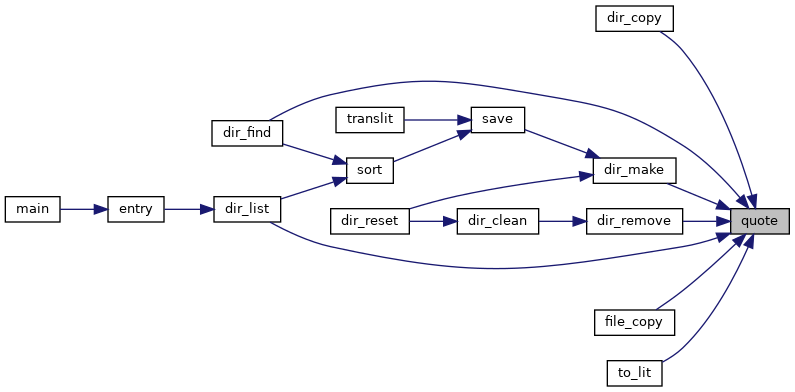 dir_copy
translit
save
dir_find
sort
dir_make
main
entry
dir_list
dir_reset
dir_clean
dir_remove
quote
file_copy
to_lit